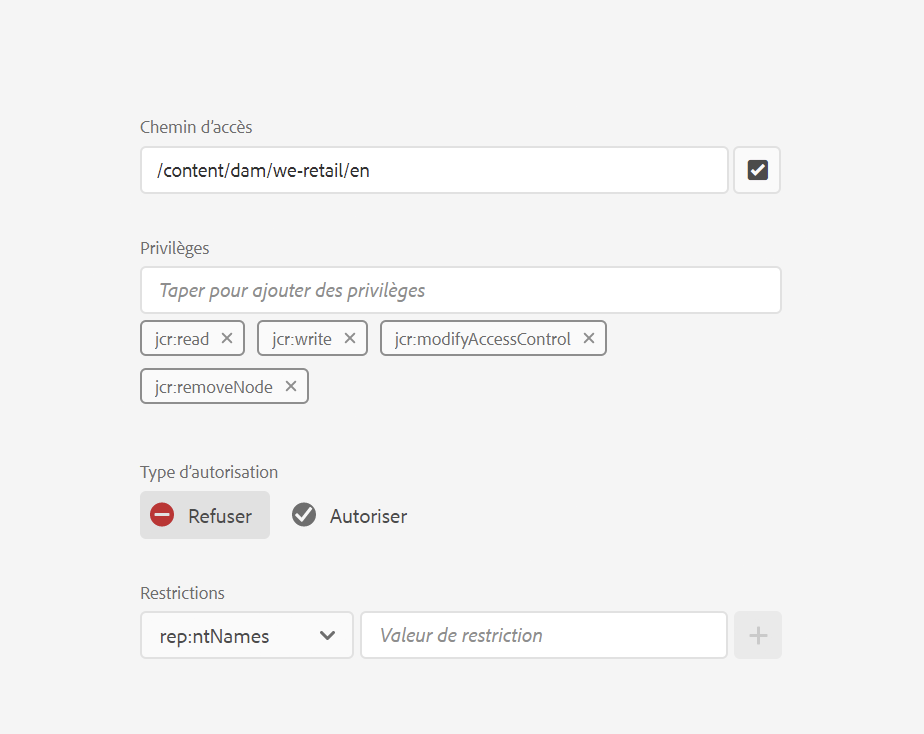 Chemin d’accès
/content/dam/we-retail/en
Privilèges
Taper pour ajouter des privilèges
jcr:read jcr:write jcr:modifyAccessControl
jcr:removeNode
Type d’autorisation
Refuser Autoriser
Restrictions
rep:ntNames Valeur de restriction